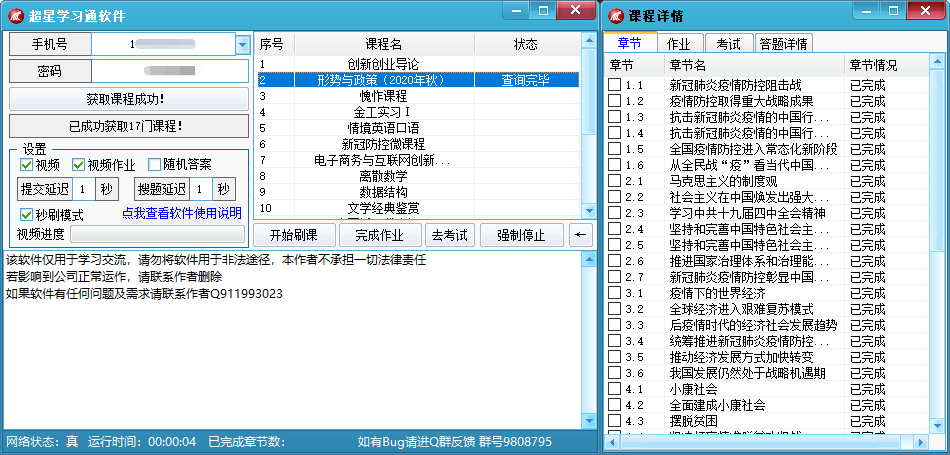 超星学习通软件
手机号 1
密码
获取课程成功!
已成功获取17门课程!
设置
视频 视频作业 随机答案
提交延迟 1 秒 搜题延迟 1 秒
秒刷模式 点我查看软件使用说明
视频进度
序号 课程名 状态
1 创新创业导论
2 形势与政策（2020年秋） 查询完毕
3 愧怍课程
4 金工实习Ⅰ
5 情境英语口语
6 新冠防控微课程
7 电子商务与互联网创新...
8 离散数学
9 数据结构
10 文学经典鉴赏
开始刷课 完成作业 去考试 强制停止 ←
该软件仅用于学习交流，请勿将软件用于非法途径，本作者不承担一切法律责任
若影响到公司正常运作，请联系作者删除
如果软件有任何问题及需求请联系作者Q911993023
网络状态：真 运行时间：00:00:04 已完成章节数： 如有Bug请进Q群反馈 群号9808795
课程详情
章节 作业 考试 答题详情
章节 章节名 章节情况
1.1 新冠肺炎疫情防控阻击战 已完成
1.2 疫情防控取得重大战略成果 已完成
1.3 抗击新冠肺炎疫情的中国行... 已完成
1.4 抗击新冠肺炎疫情的中国行... 已完成
1.5 全国疫情防控进入常态化新阶段 已完成
1.6 从全民战“疫”看当代中国... 已完成
2.1 马克思主义的制度观 已完成
2.2 社会主义在中国焕发出强大... 已完成
2.3 学习中共十九届四中全会精神 已完成
2.4 坚持和完善中国特色社会主... 已完成
2.5 坚持和完善中国特色社会主... 已完成
2.6 推进国家治理体系和治理能... 已完成
2.7 新冠肺炎疫情防控彰显中国... 已完成
3.1 疫情下的世界经济 已完成
3.2 全球经济进入艰难复苏模式 已完成
3.3 后疫情时代的经济社会发展趋势 已完成
3.4 统筹推进新冠肺炎疫情防控... 已完成
3.5 推动经济发展方式加快转变 已完成
3.6 我国发展仍然处于战略机遇期 已完成
4.1 小康社会 已完成
4.2 全面建成小康社会 已完成
4.3 摆脱贫困 已完成